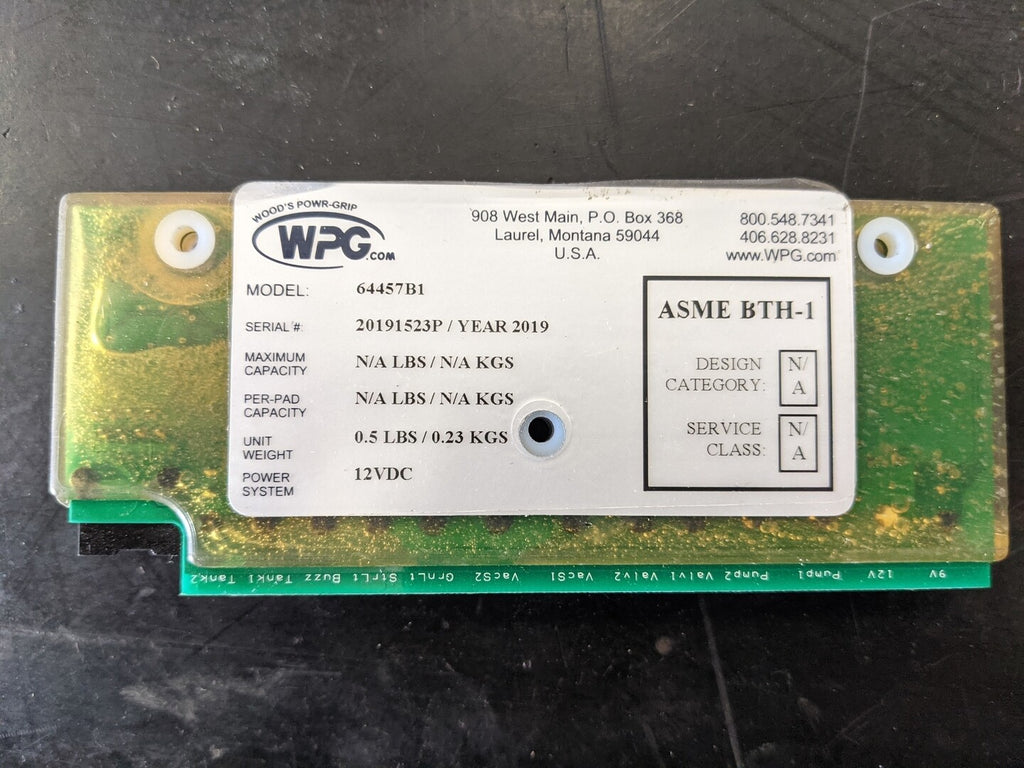 WOOD'S POWR-GRIP
WPG.COM
908 West Main, P.O. Box 368
Laurel, Montana 59044
U.S.A.
800.548.7341
406.628.8231
www.WPG.com
MODEL: 64457B1
SERIAL #: 20191523P / YEAR 2019
MAXIMUM
CAPACITY N/A LBS / N/A KGS
PER-PAD
CAPACITY N/A LBS / N/A KGS
UNIT
WEIGHT 0.5 LBS / 0.23 KGS
POWER
SYSTEM 12VDC
ASME BTH-1
DESIGN
CATEGORY: N/
A
SERVICE
CLASS: N/
A
9V 12V Pump1 Pump2 Valv1 Valv2 VacS1 VacS2 GrnLt StrLt Buzz Tank1 Tank2